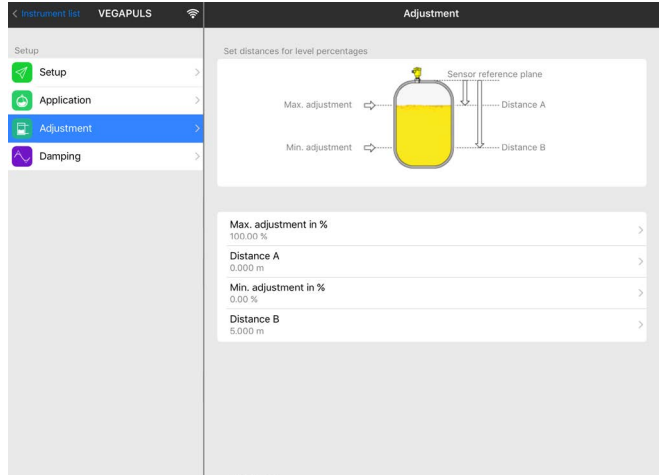 Instrument list VEGAPULS
Adjustment
Setup
Setup
Application
Adjustment
Damping
Set distances for level percentages
Sensor reference plane
Max. adjustment
Distance A
Min. adjustment
Distance B
Max. adjustment in %
100.00 %
Distance A
0.000 m
Min. adjustment in %
0.00 %
Distance B
5.000 m